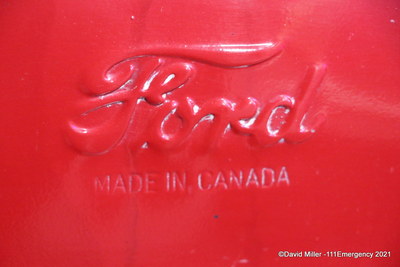 Ford
MADE IN CANADA
©David Miller -111Emergency 2021